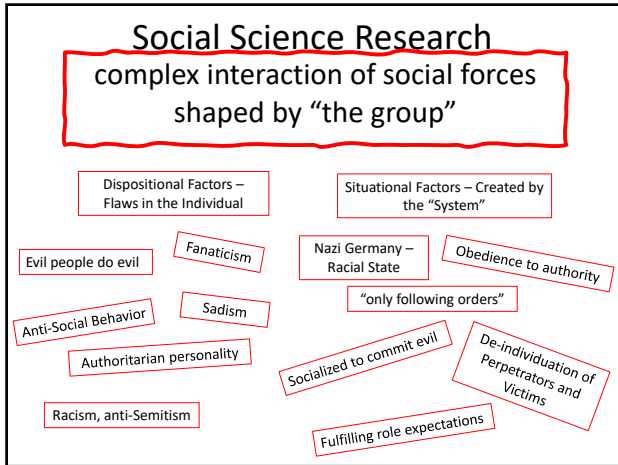 Social Science Research
complex interaction of social forces
shaped by “the group”
Dispositional Factors –
Flaws in the Individual
Situational Factors – Created by
the “System”
Evil people do evil
Fanaticism
Nazi Germany –
Racial State
Obedience to authority
“only following orders”
Anti-Social Behavior
Sadism
Authoritarian personality
Socialized to commit evil
De-individuation of
Perpetrators and
Victims
Racism, anti-Semitism
Fulfilling role expectations